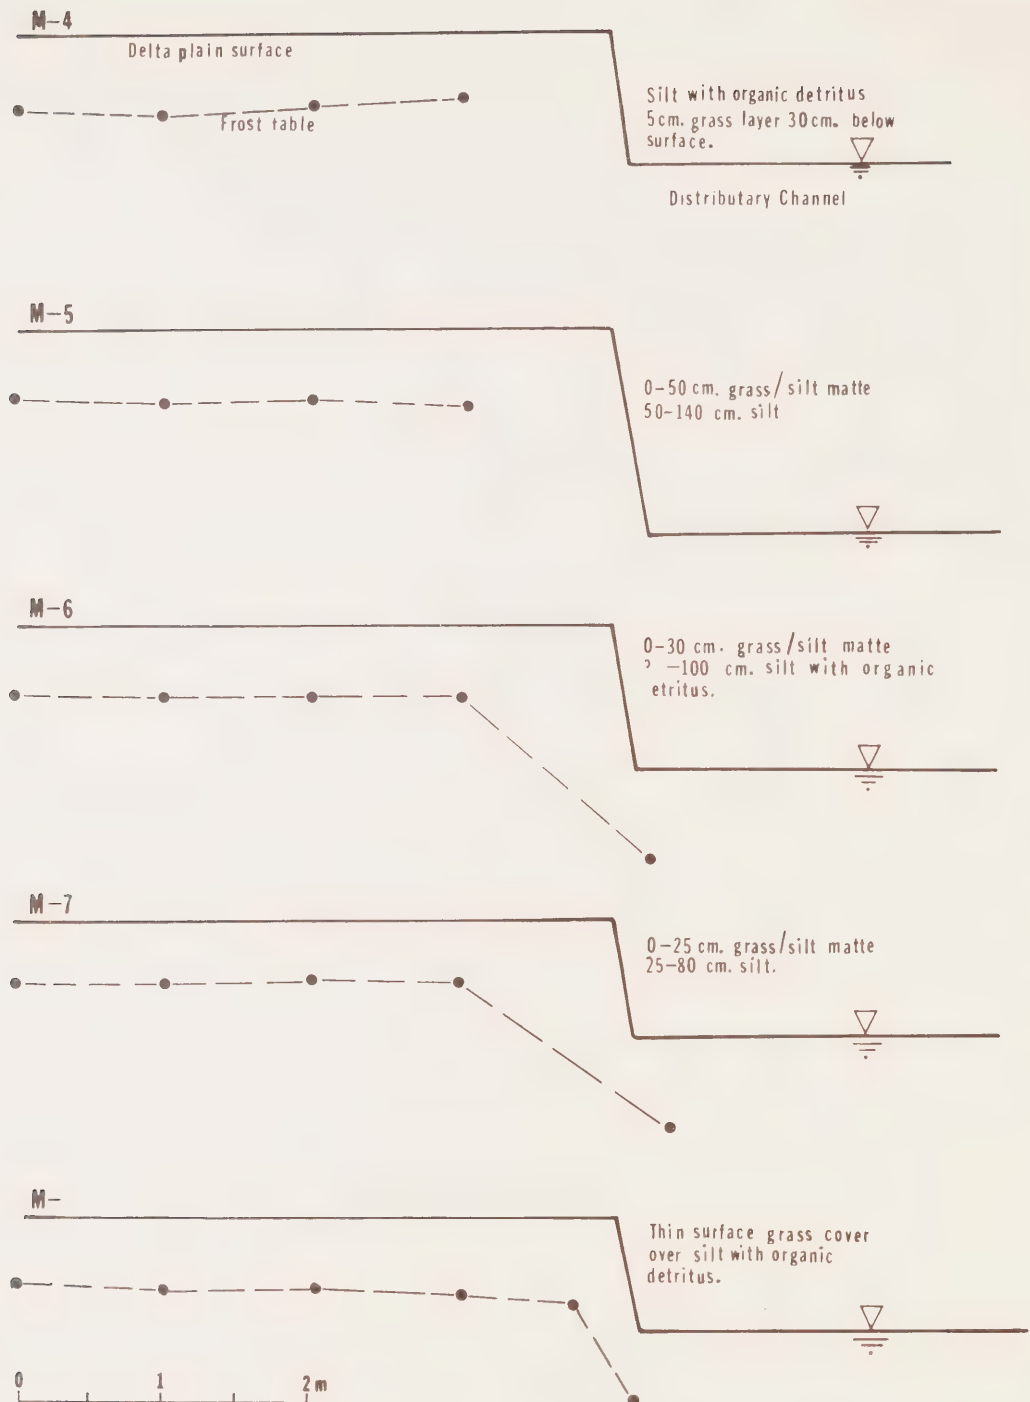 M-4
Delta plain surface
Frost table
Silt with organic detritus
5cm. grass layer 30cm. below
surface.
Distributary Channel
M-5
0-50 cm. grass/silt matte
50-140 cm. silt
M-6
0-30 cm. grass/silt matte
-100 cm. silt with organic
etritus.
M-7
0-25 cm. grass/silt matte
25-80 cm. silt.
M-
Thin surface grass cover
over silt with organic
detritus.
0 1 2 m